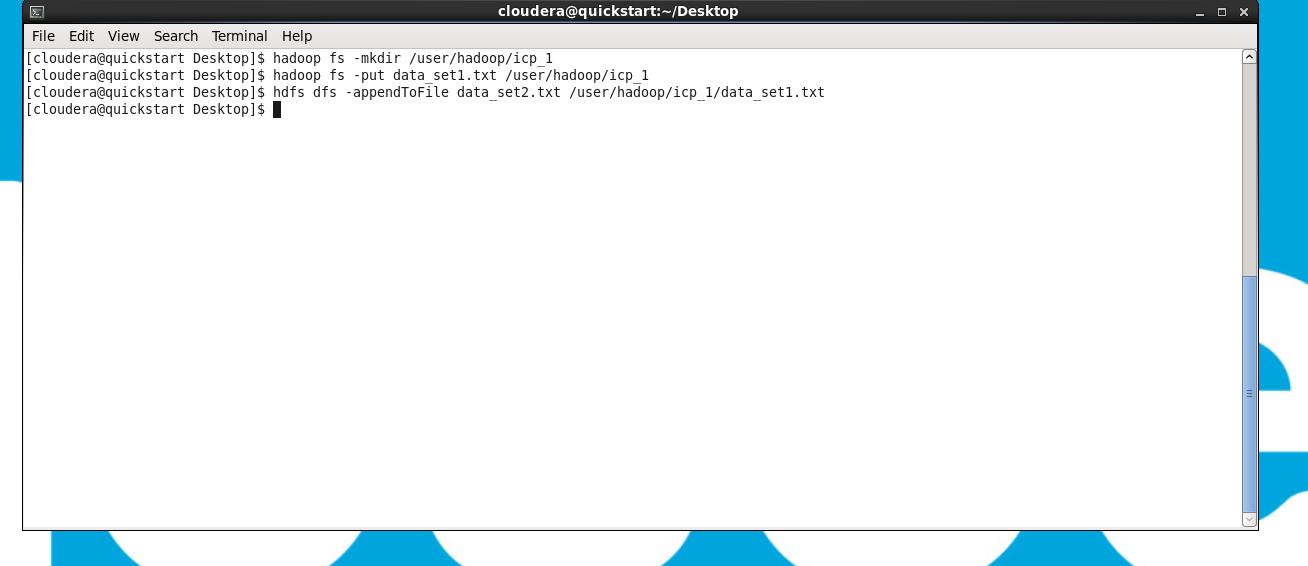 cloudera@quickstart:~/Desktop
File Edit View Search Terminal Help
[cloudera@quickstart Desktop]$ hadoop fs -mkdir /user/hadoop/icp_1
[cloudera@quickstart Desktop]$ hadoop fs -put data_set1.txt /user/hadoop/icp_1
[cloudera@quickstart Desktop]$ hdfs dfs -appendToFile data_set2.txt /user/hadoop/icp_1/data_set1.txt
[cloudera@quickstart Desktop]$